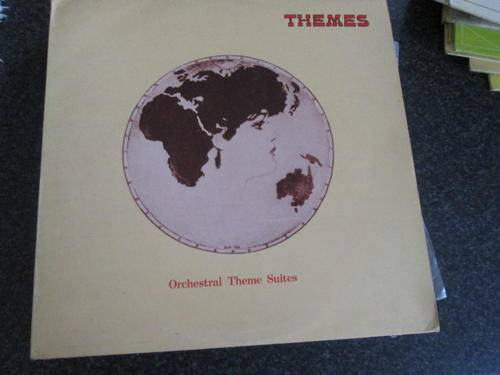 THEMES
Orchestral Theme Suites